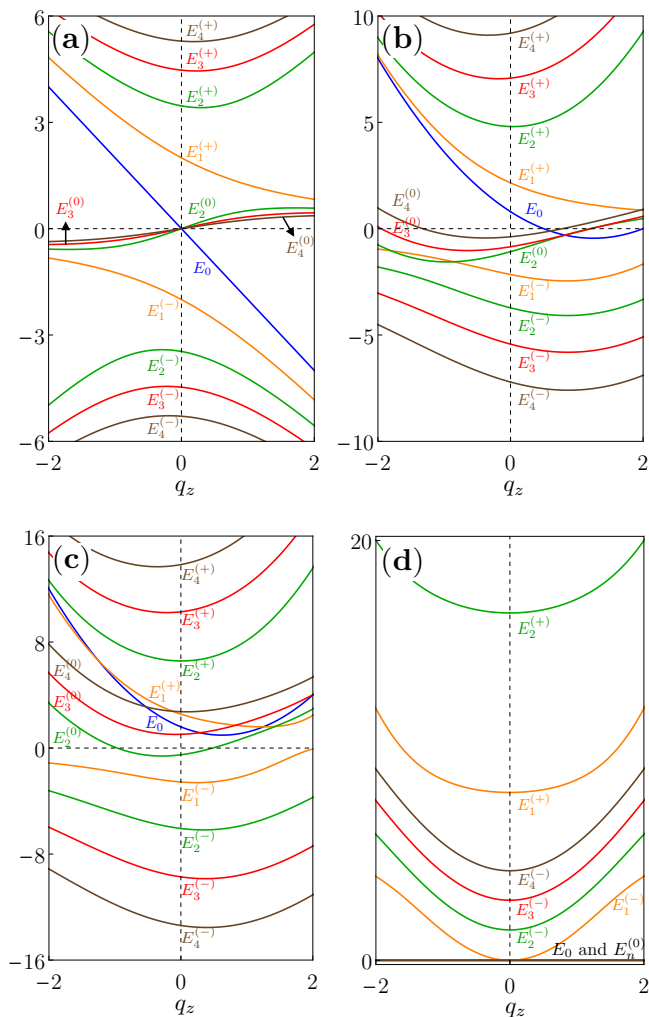 (a)
6
3
0
−3
−6
E_4^{(+)}
E_3^{(+)}
E_2^{(+)}
E_1^{(+)}
E_3^{(0)}
E_2^{(0)}
E_4^{(0)}
E_0
E_1^{(−)}
E_2^{(−)}
E_3^{(−)}
E_4^{(−)}
−2 0 2
q_z
(b)
10
5
0
−5
−10
E_4^{(+)}
E_3^{(+)}
E_2^{(+)}
E_1^{(+)}
E_4^{(0)}
E_0
E_3^{(0)}
E_2^{(0)}
E_1^{(−)}
E_2^{(−)}
E_3^{(−)}
E_4^{(−)}
−2 0 2
q_z
(c)
16
8
0
−8
−16
E_4^{(+)}
E_3^{(+)}
E_2^{(+)}
E_4^{(0)}
E_1^{(+)}
E_3^{(0)}
E_0
E_2^{(0)}
E_1^{(−)}
E_2^{(−)}
E_3^{(−)}
E_4^{(−)}
−2 0 2
q_z
(d)
20
0
E_2^{(+)}
E_1^{(+)}
E_4^{(−)}
E_3^{(−)}
E_1^{(−)}
E_2^{(−)}
E_0 and E_n^{(0)}
−2 0 2
q_z